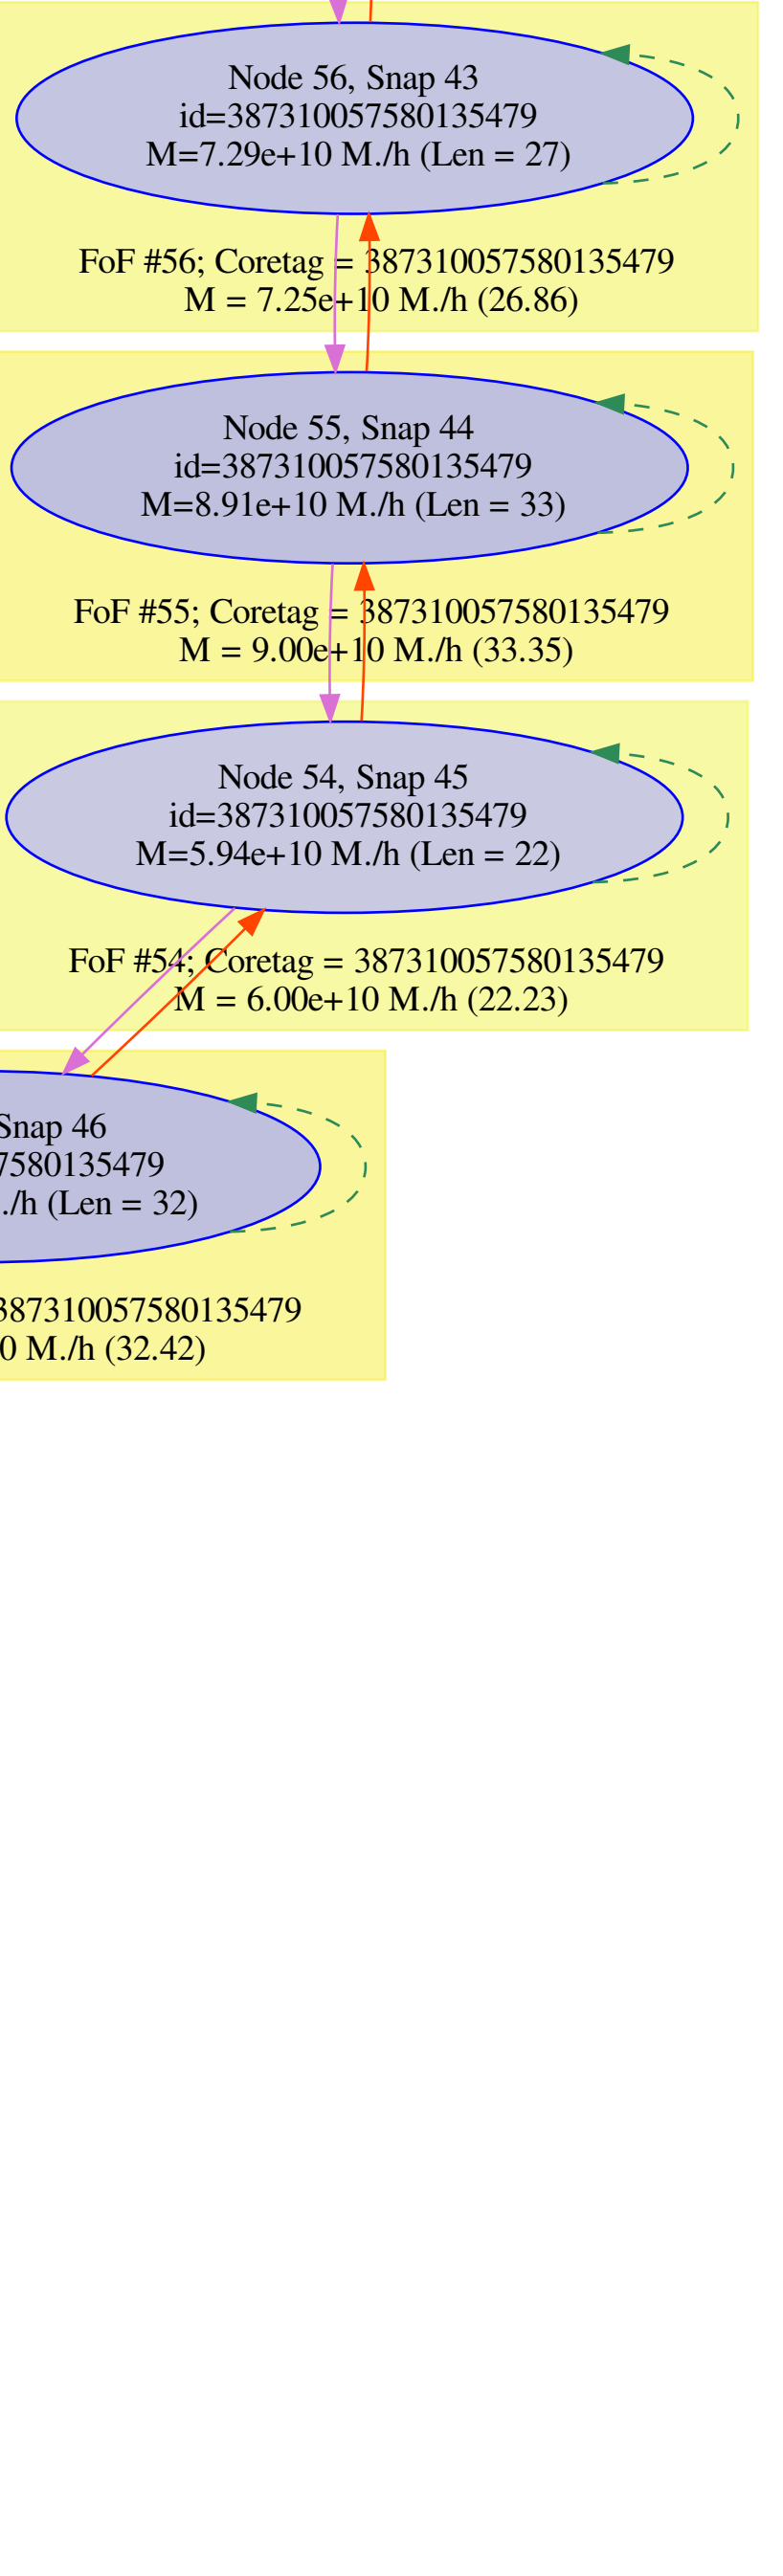 Node 56, Snap 43
id=387310057580135479
M=7.29e+10 M./h (Len = 27)
FoF #56; Coretag = 387310057580135479
M = 7.25e+10 M./h (26.86)
Node 55, Snap 44
id=387310057580135479
M=8.91e+10 M./h (Len = 33)
FoF #55; Coretag = 387310057580135479
M = 9.00e+10 M./h (33.35)
Node 54, Snap 45
id=387310057580135479
M=5.94e+10 M./h (Len = 22)
FoF #54; Coretag = 387310057580135479
M = 6.00e+10 M./h (22.23)
Snap 46
7580135479
./h (Len = 32)
387310057580135479
0 M./h (32.42)